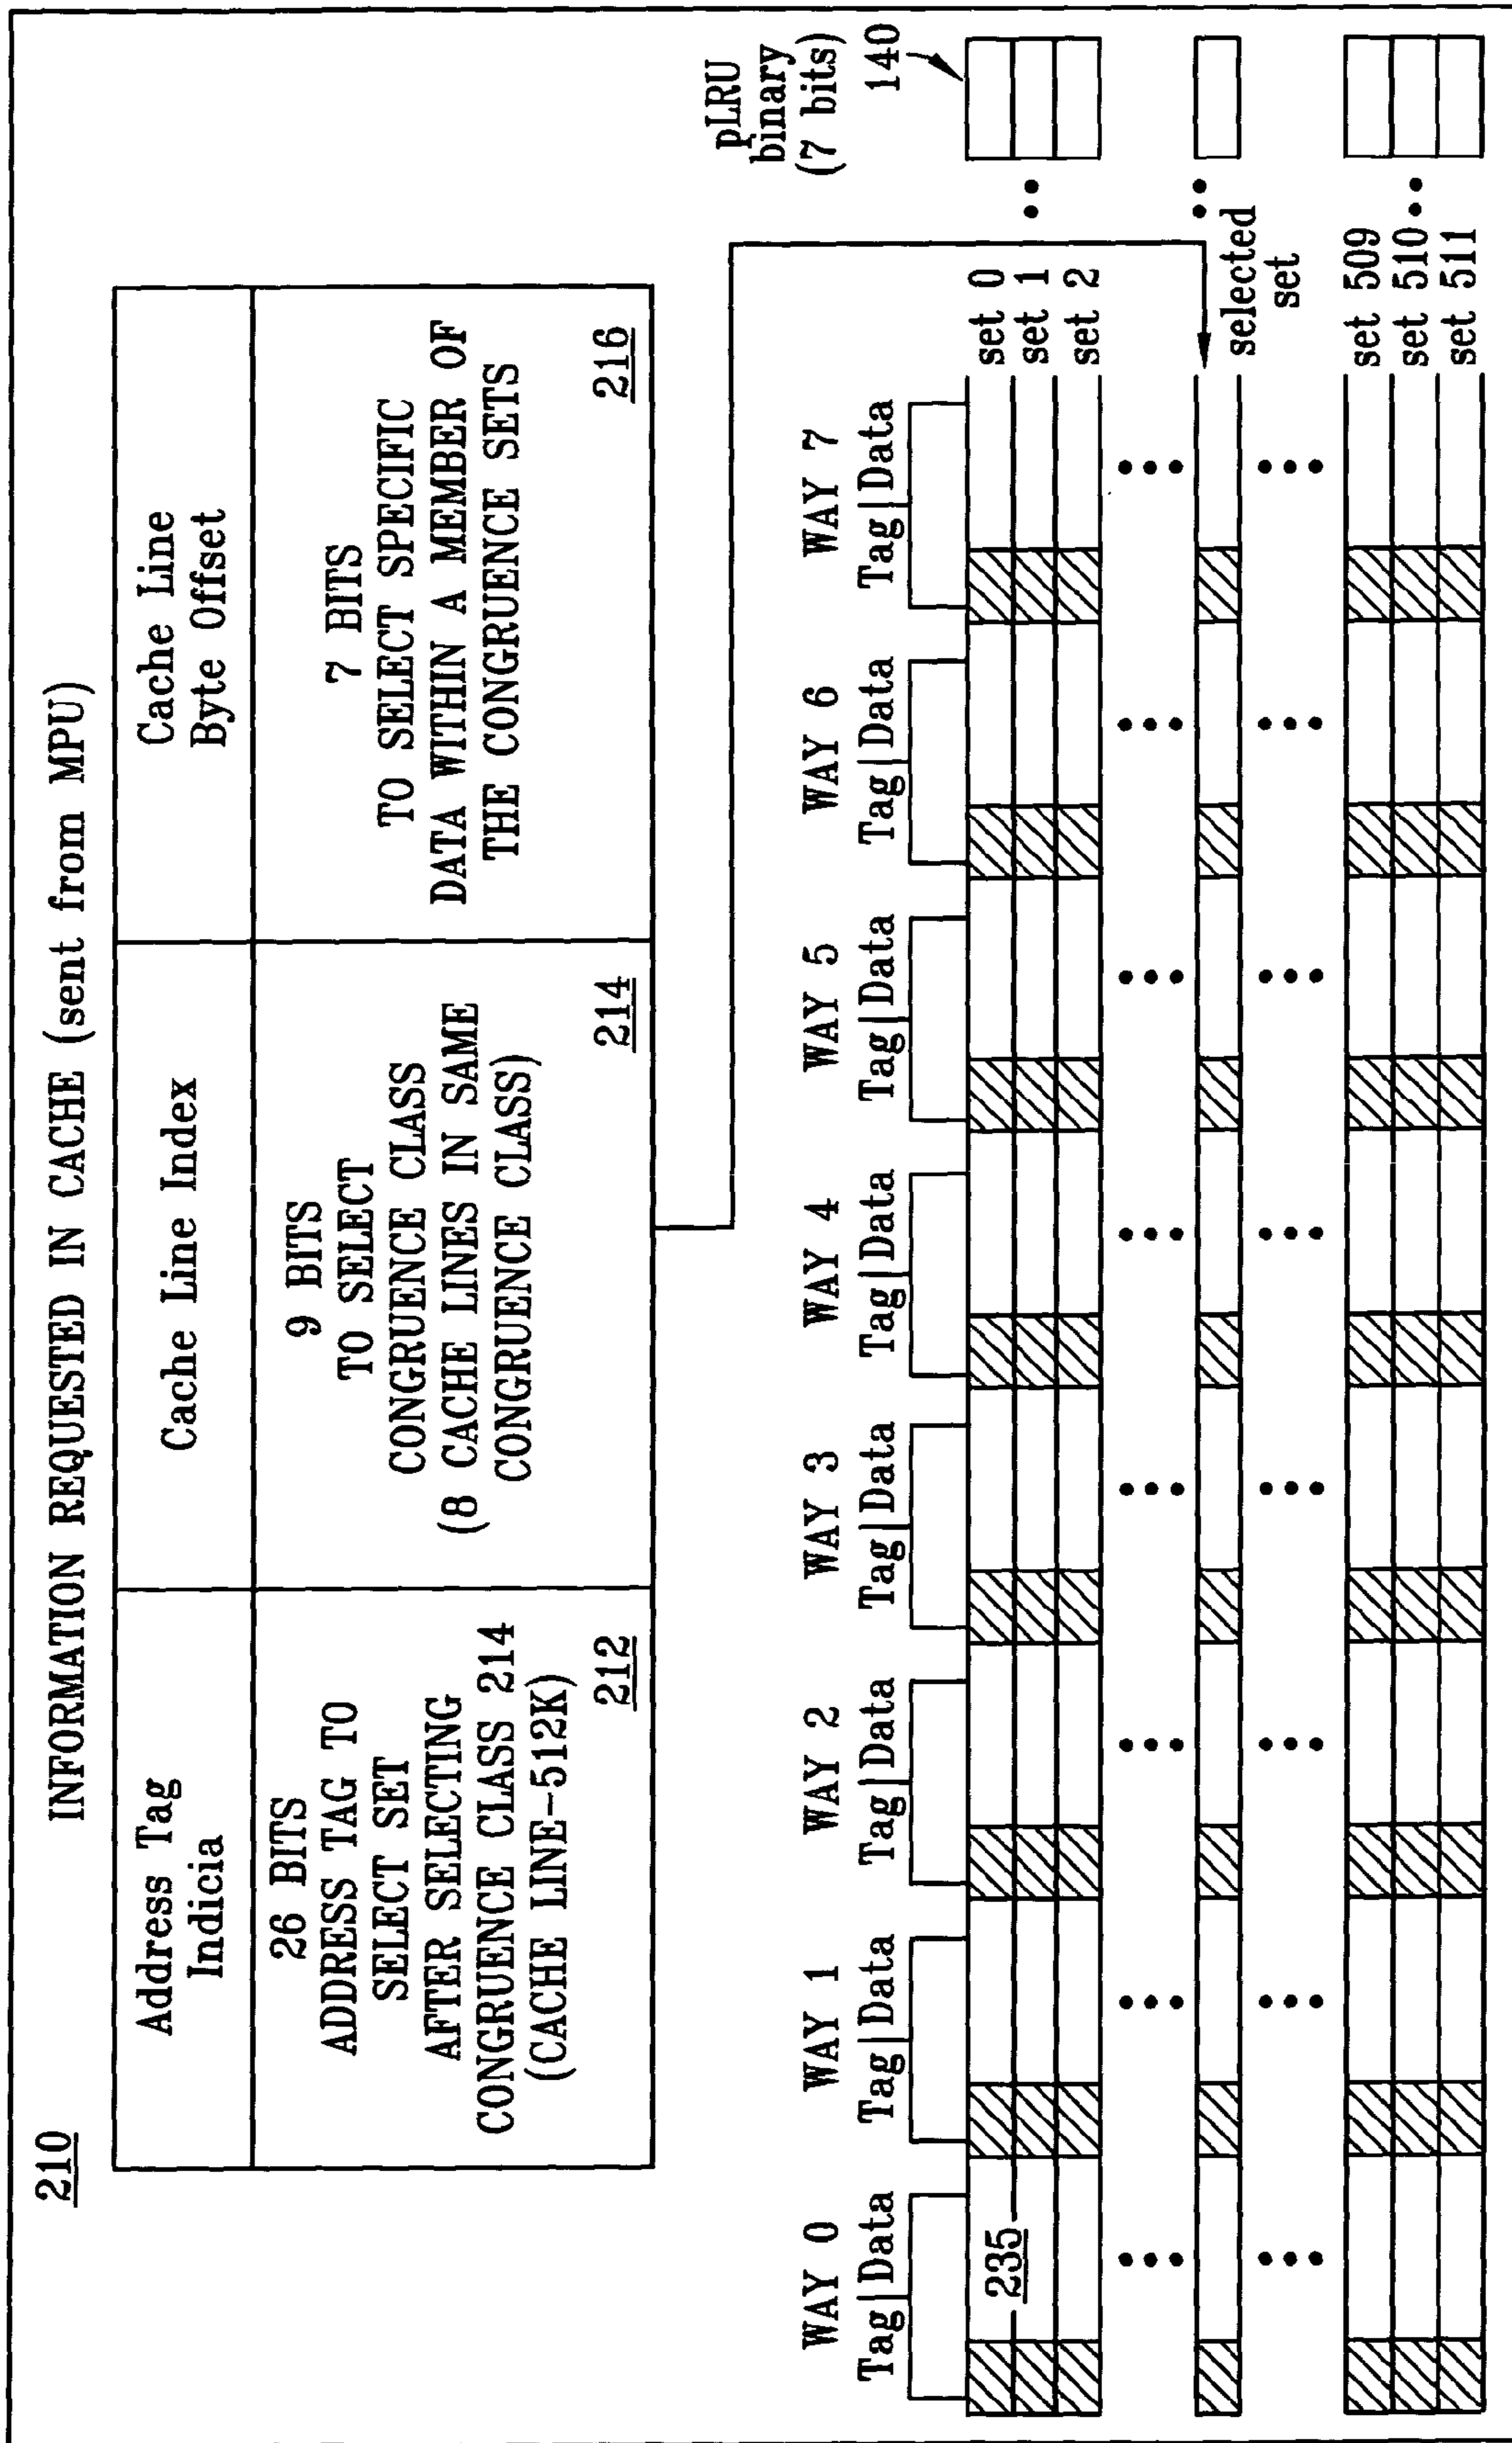 210
INFORMATION REQUESTED IN CACHE (sent from MPU)
Address Tag
Indicia
Cache Line Index
Cache Line
Byte Offset
26 BITS
ADDRESS TAG TO
SELECT SET
AFTER SELECTING
CONGRUENCE CLASS 214
(CACHE LINE-512K)
212
9 BITS
TO SELECT
CONGRUENCE CLASS
(8 CACHE LINES IN SAME
CONGRUENCE CLASS)
214
7 BITS
TO SELECT SPECIFIC
DATA WITHIN A MEMBER OF
THE CONGRUENCE SETS
216
pLRU
binary
(7 bits)
140
WAY 0
Tag Data
WAY 1
Tag Data
WAY 2
Tag Data
WAY 3
Tag Data
WAY 4
Tag Data
WAY 5
Tag Data
WAY 6
Tag Data
WAY 7
Tag Data
235
set 0
set 1
set 2
selected
set
set 509
set 510
set 511